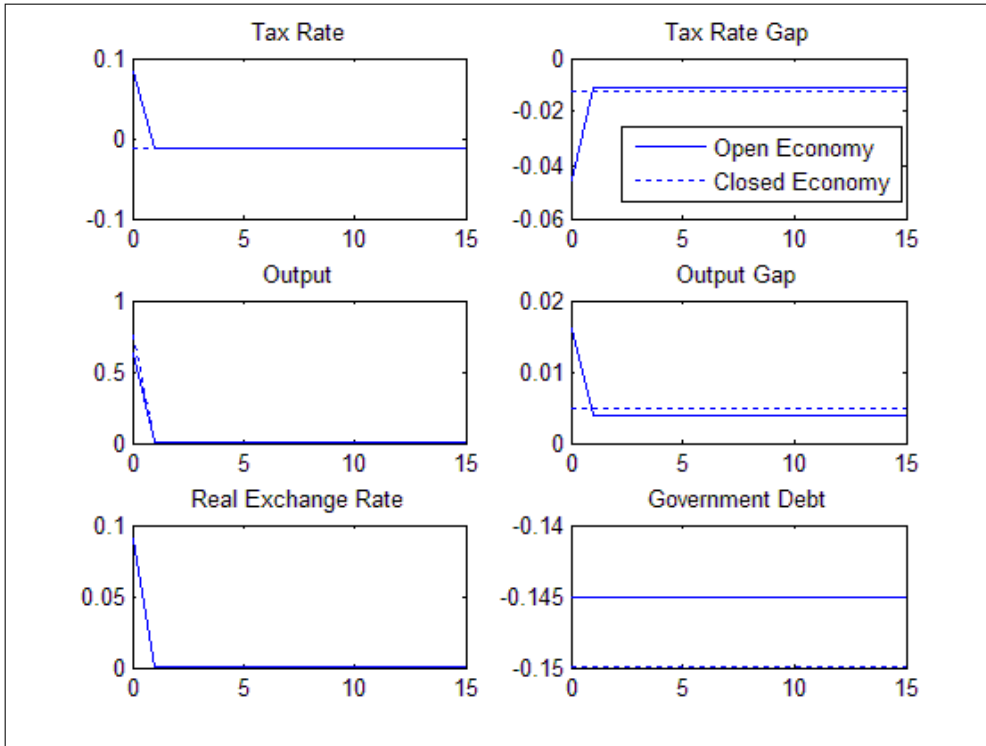 Tax Rate
0.1
0
-0.1
0 5 10 15
Tax Rate Gap
0
-0.02
-0.04
-0.06
0 5 10 15
Open Economy
Closed Economy
Output
1
0.5
0
0 5 10 15
Output Gap
0.02
0.01
0
0 5 10 15
Real Exchange Rate
0.1
0.05
0
0 5 10 15
Government Debt
-0.14
-0.145
-0.15
0 5 10 15